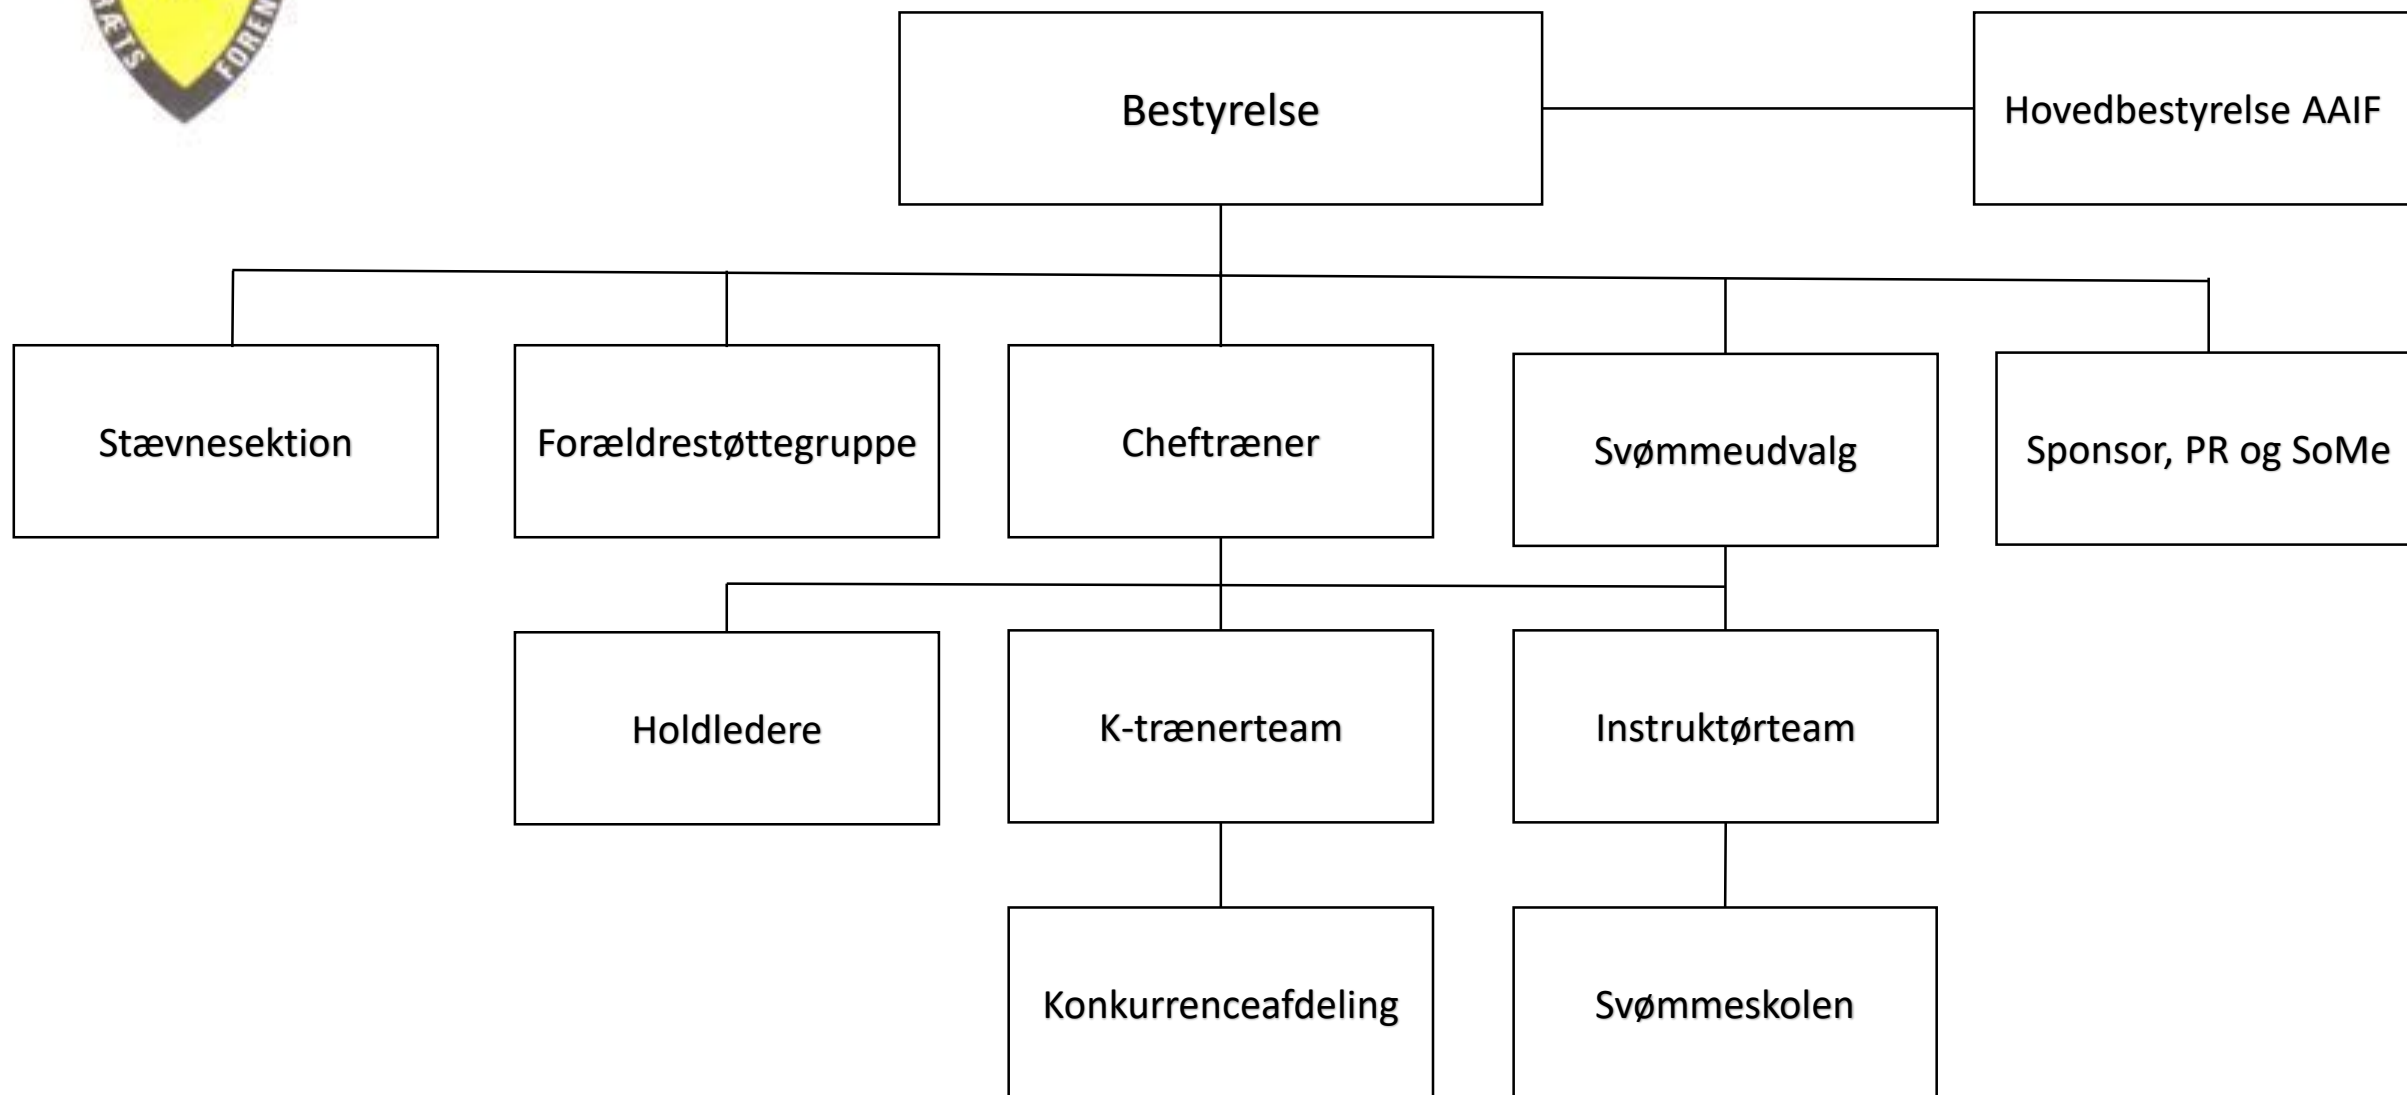 Bestyrelse
Hovedbestyrelse AAIF
Stævnesektion
Forældrestøttegruppe
Cheftræner
Svømmeudvalg
Sponsor, PR og SoMe
Holdledere
K-trænerteam
Instruktørteam
Konkurrenceafdeling
Svømmeskolen